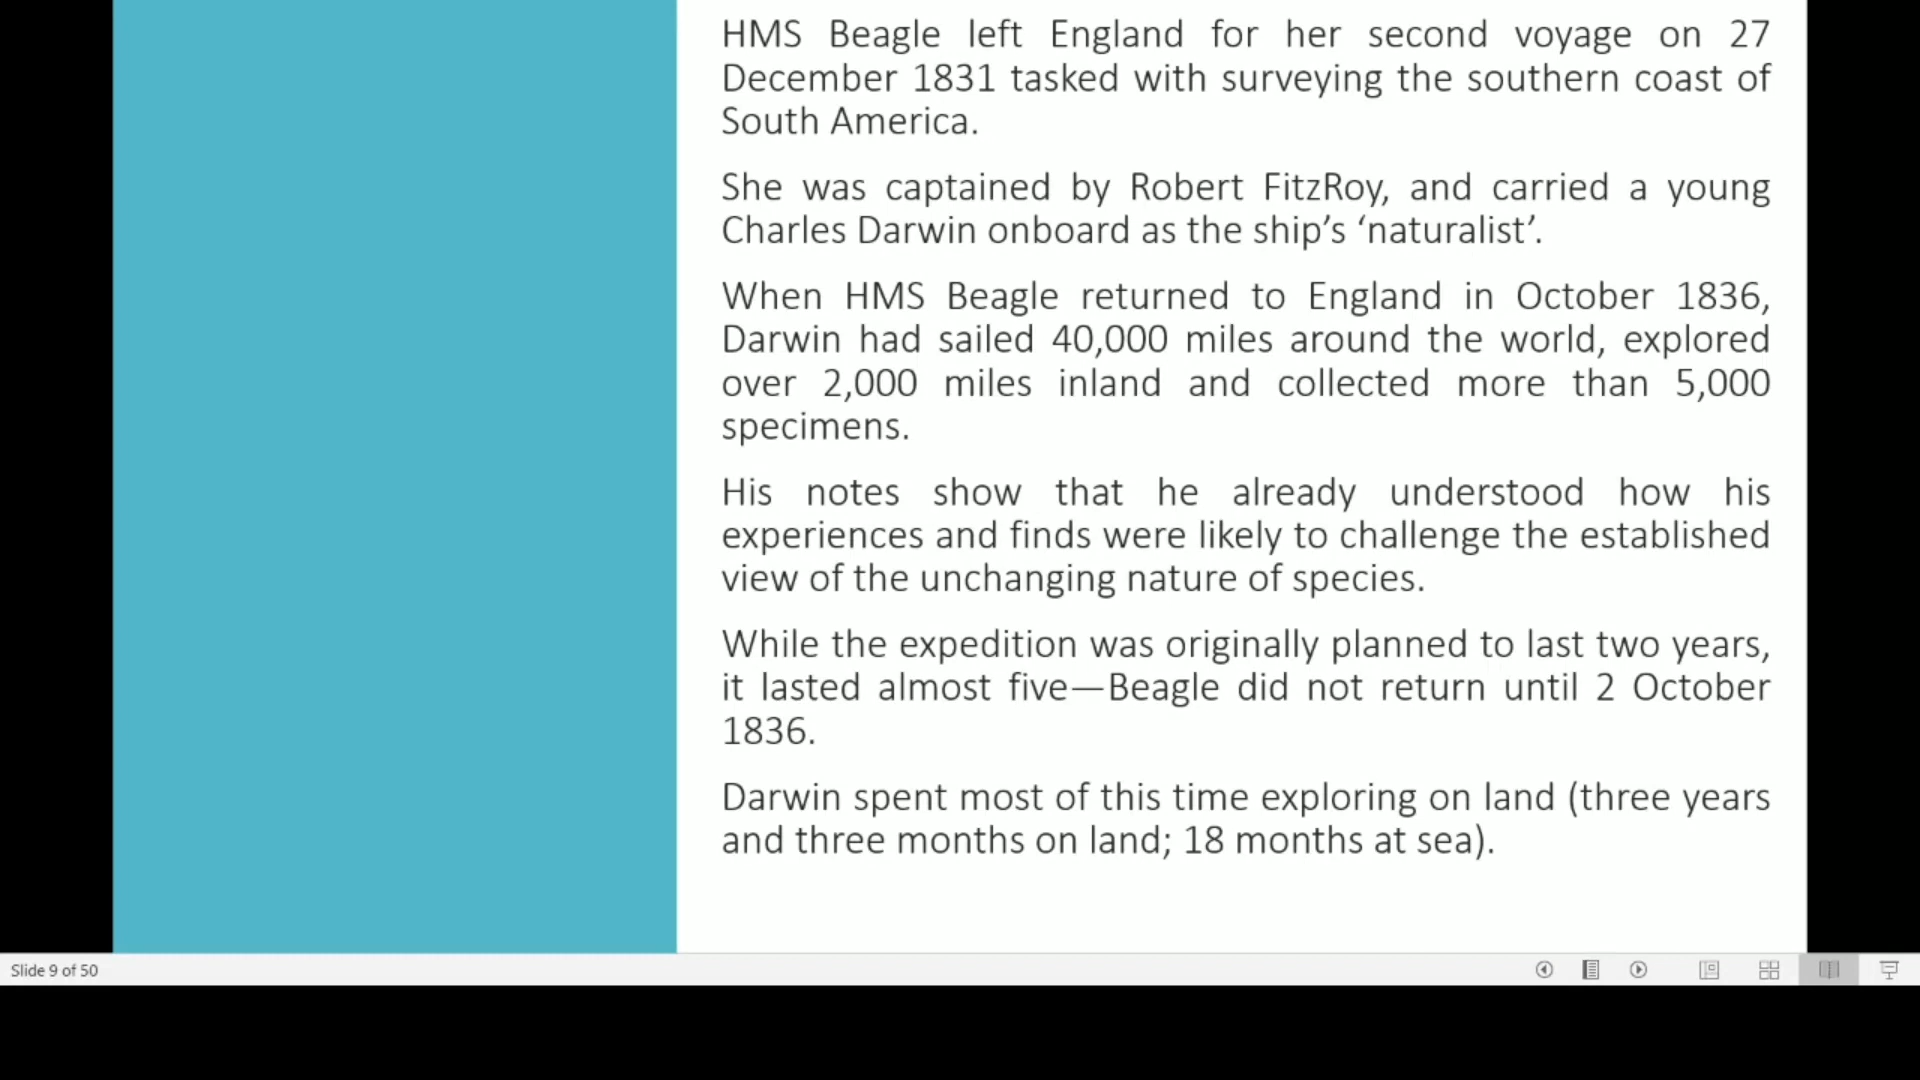 HMS Beagle left England for her second voyage on 27
December 1831 tasked with surveying the southern coast of
South America.
She was captained by Robert FitzRoy, and carried a young
Charles Darwin onboard as the ship’s ‘naturalist’.
When HMS Beagle returned to England in October 1836,
Darwin had sailed 40,000 miles around the world, explored
over 2,000 miles inland and collected more than 5,000
specimens.
His notes show that he already understood how his
experiences and finds were likely to challenge the established
view of the unchanging nature of species.
While the expedition was originally planned to last two years,
it lasted almost five—Beagle did not return until 2 October
1836.
Darwin spent most of this time exploring on land (three years
and three months on land; 18 months at sea).
Slide 9 of 50